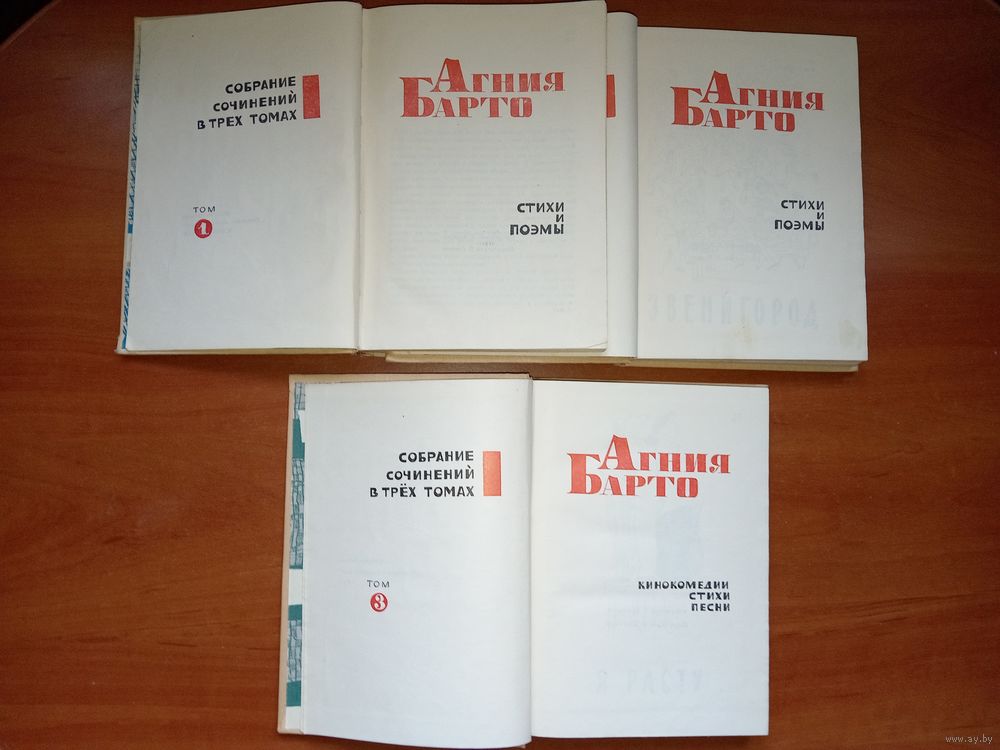 СОБРАНИЕ
СОЧИНЕНИЙ
В ТРЕХ ТОМАХ
ТОМ
1
АГНИЯ
БАРТО
СТИХИ
И
ПОЭМЫ
АГНИЯ
БАРТО
СТИХИ
И
ПОЭМЫ
ЗВЕНИГОРОД
СОБРАНИЕ
СОЧИНЕНИЙ
В ТРЁХ ТОМАХ
ТОМ
3
АГНИЯ
БАРТО
КИНОКОМЕДИИ
СТИХИ
ПЕСНИ
www.ay.by